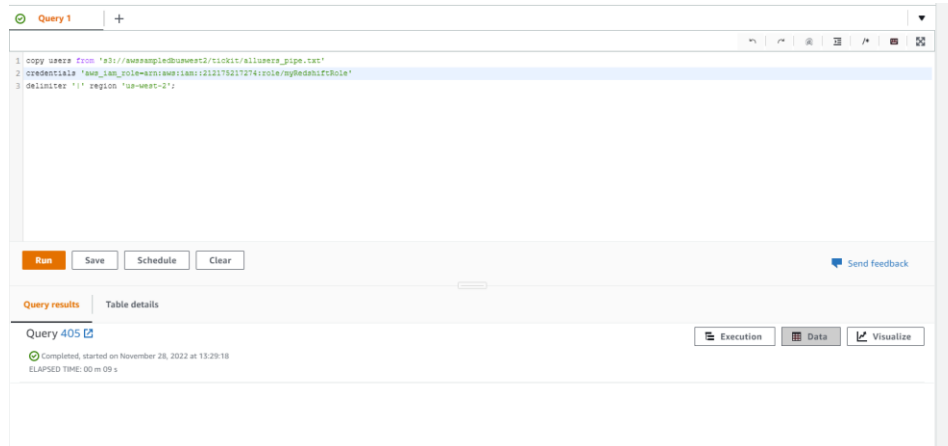 Query 1
+
1 copy users from 's3://awssampledbuswest2/tickit/allusers_pipe.txt'
2 credentials 'aws_iam_role=arn:aws:iam::212175217274:role/myRedshiftRole'
3 delimiter '|' region 'us-west-2';
Run Save Schedule Clear
Send feedback
Query results Table details
Query 405
Execution Data Visualize
Completed, started on November 28, 2022 at 13:29:18
ELAPSED TIME: 00 m 09 s